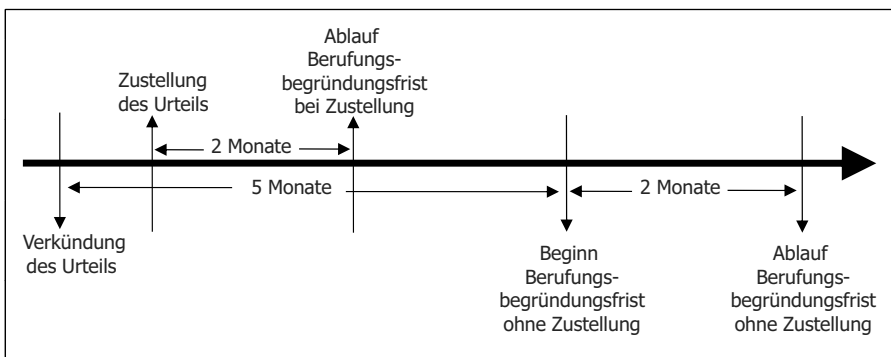 Ablauf
Berufungs-
begründungsfrist
bei Zustellung
Zustellung
des Urteils
2 Monate
5 Monate
2 Monate
Verkündung
des Urteils
Beginn
Berufungs-
begründungsfrist
ohne Zustellung
Ablauf
Berufungs-
begründungsfrist
ohne Zustellung